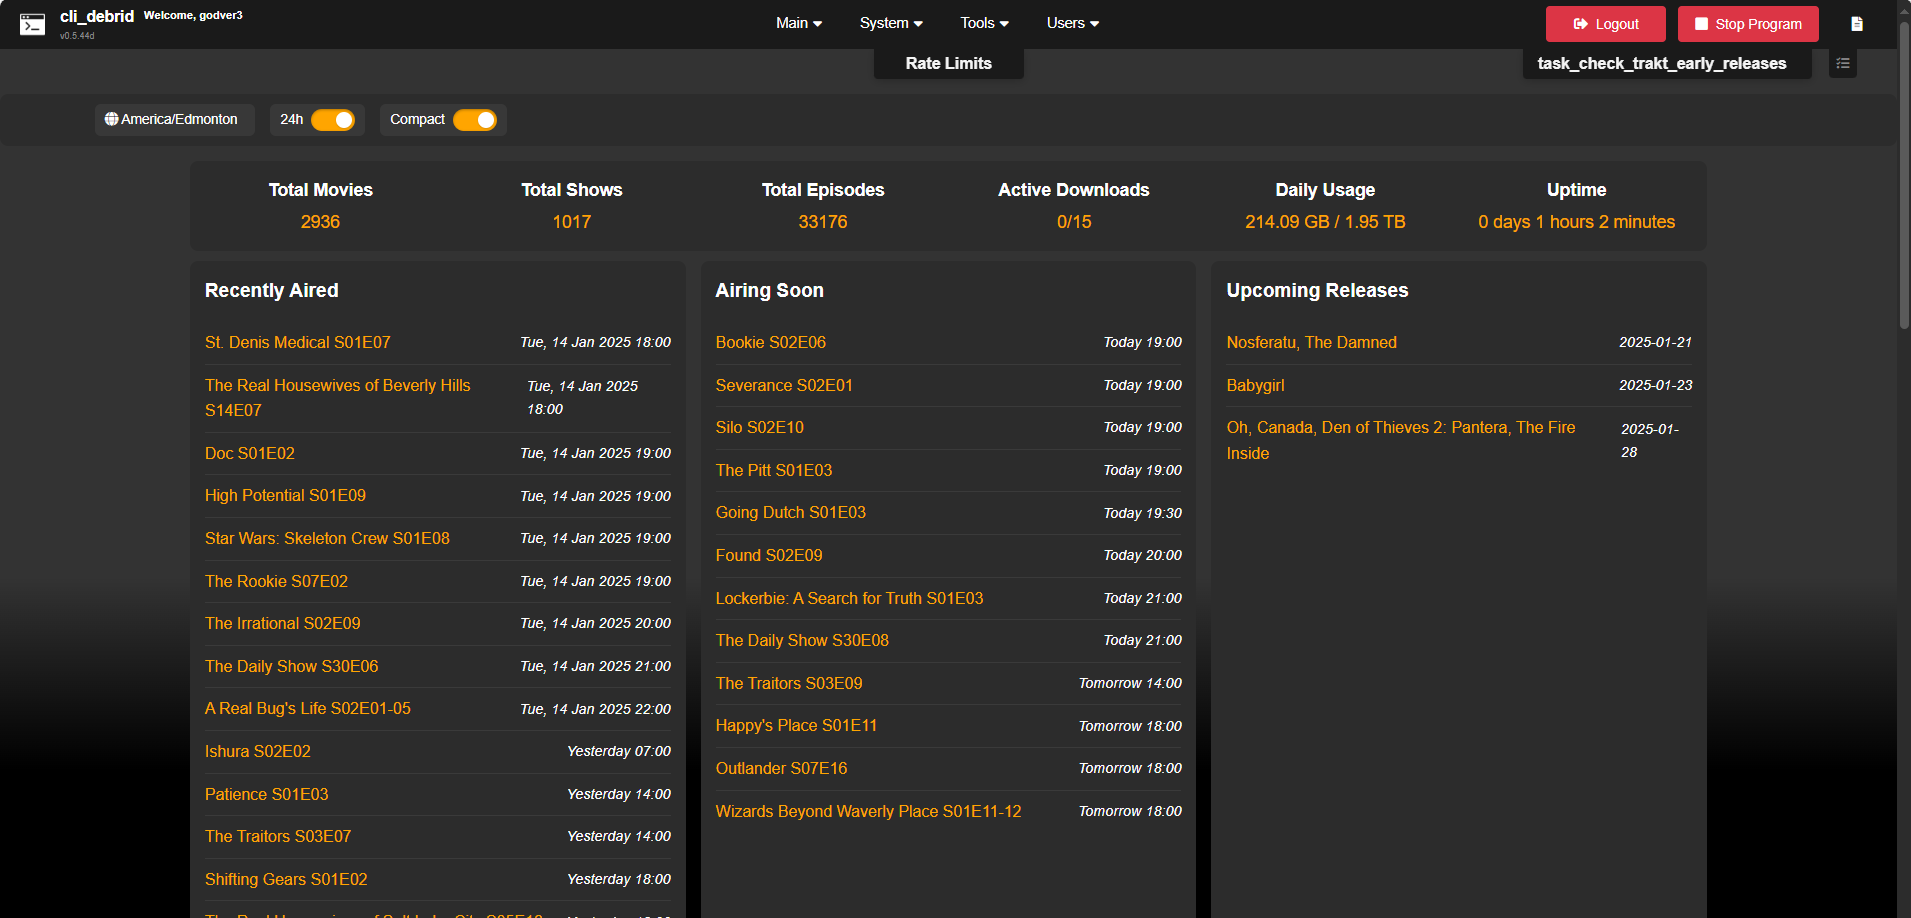 cli_debrid
Welcome, godver3
v0.5.44d
Main
System
Tools
Users
Logout
Stop Program
Rate Limits
task_check_trakt_early_releases
America/Edmonton
24h
Compact
Total Movies
2936
Total Shows
1017
Total Episodes
33176
Active Downloads
0/15
Daily Usage
214.09 GB / 1.95 TB
Uptime
0 days 1 hours 2 minutes
Recently Aired
St. Denis Medical S01E07
Tue, 14 Jan 2025 18:00
The Real Housewives of Beverly Hills
S14E07
Tue, 14 Jan 2025
18:00
Doc S01E02
Tue, 14 Jan 2025 19:00
High Potential S01E09
Tue, 14 Jan 2025 19:00
Star Wars: Skeleton Crew S01E08
Tue, 14 Jan 2025 19:00
The Rookie S07E02
Tue, 14 Jan 2025 19:00
The Irrational S02E09
Tue, 14 Jan 2025 20:00
The Daily Show S30E06
Tue, 14 Jan 2025 21:00
A Real Bug's Life S02E01-05
Tue, 14 Jan 2025 22:00
Ishura S02E02
Yesterday 07:00
Patience S01E03
Yesterday 14:00
The Traitors S03E07
Yesterday 14:00
Shifting Gears S01E02
Yesterday 18:00
Airing Soon
Bookie S02E06
Today 19:00
Severance S02E01
Today 19:00
Silo S02E10
Today 19:00
The Pitt S01E03
Today 19:00
Going Dutch S01E03
Today 19:30
Found S02E09
Today 20:00
Lockerbie: A Search for Truth S01E03
Today 21:00
The Daily Show S30E08
Today 21:00
The Traitors S03E09
Tomorrow 14:00
Happy's Place S01E11
Tomorrow 18:00
Outlander S07E16
Tomorrow 18:00
Wizards Beyond Waverly Place S01E11-12
Tomorrow 18:00
Upcoming Releases
Nosferatu, The Damned
2025-01-21
Babygirl
2025-01-23
Oh, Canada, Den of Thieves 2: Pantera, The Fire
Inside
2025-01-
28